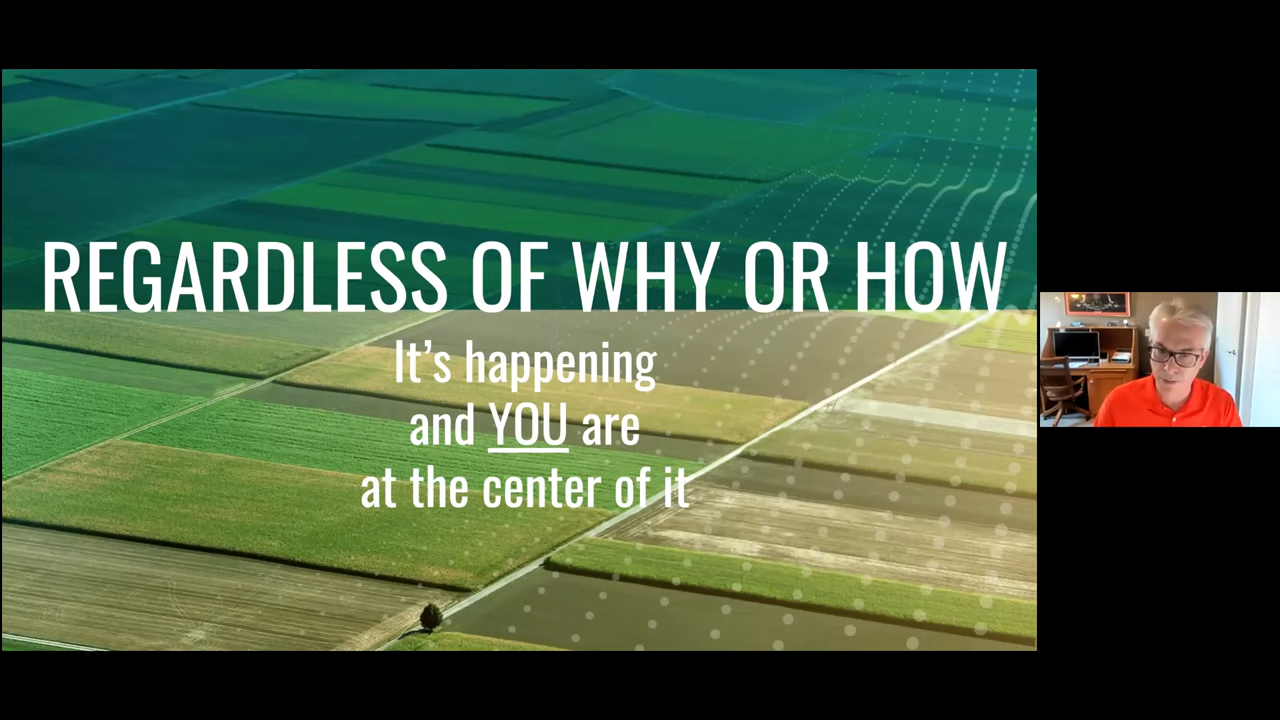 REGARDLESS OF WHY OR HOW
It’s happening
and YOU are
at the center of it